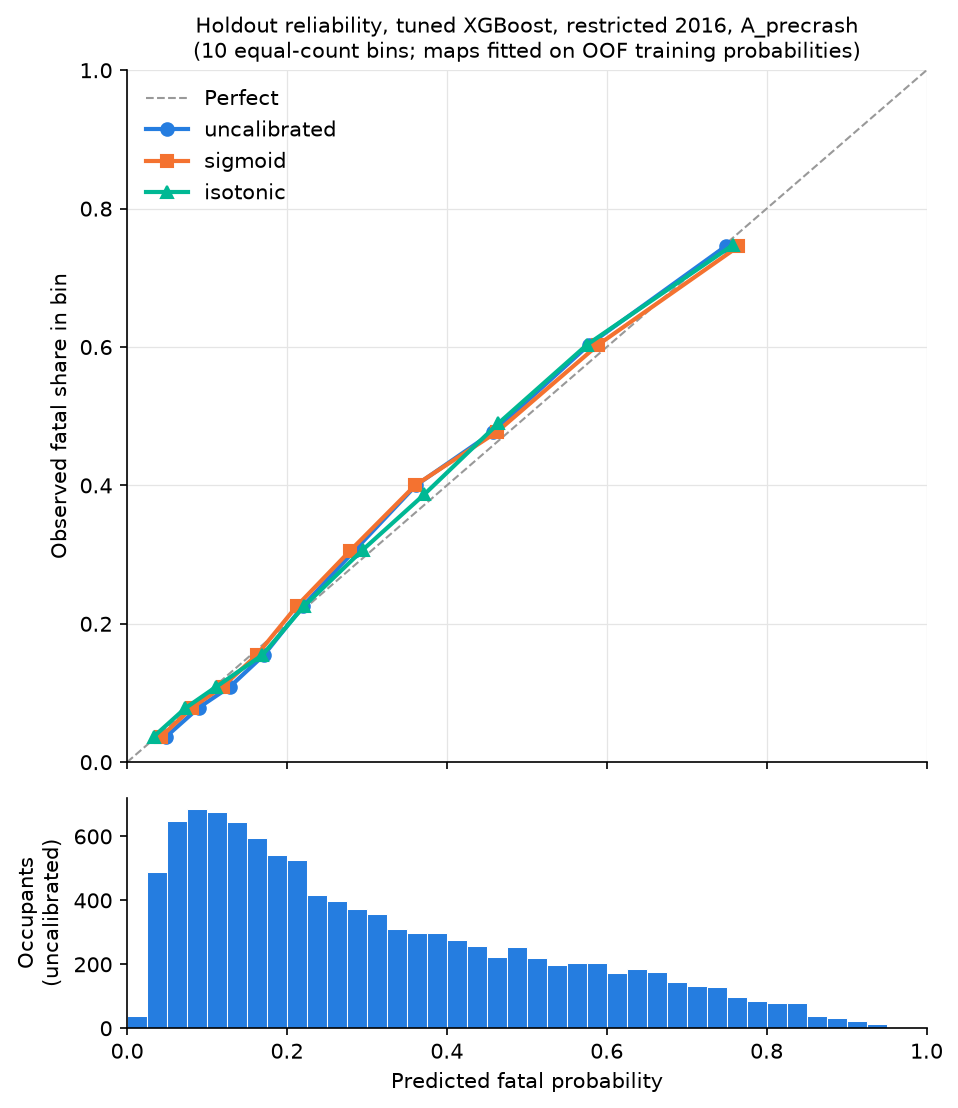 Holdout reliability, tuned XGBoost, restricted 2016, A_precrash
(10 equal-count bins; maps fitted on OOF training probabilities)
Perfect
uncalibrated
sigmoid
isotonic
Observed fatal share in bin
1.0
0.8
0.6
0.4
0.2
0.0
Occupants
(uncalibrated)
600
400
200
0
0.0 0.2 0.4 0.6 0.8 1.0
Predicted fatal probability